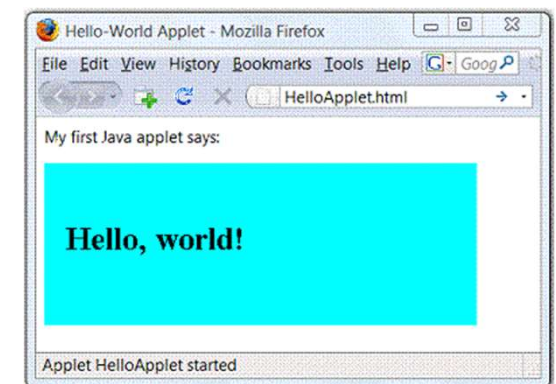 Hello-World Applet - Mozilla Firefox
File Edit View History Bookmarks Tools Help G Goog
HelloApplet.html
My first Java applet says:
Hello, world!
Applet HelloApplet started